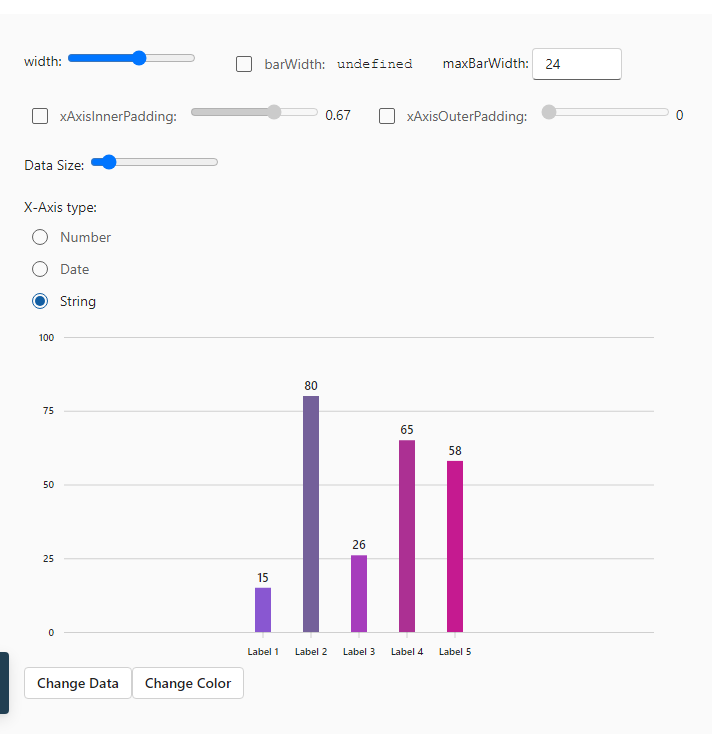 width: barWidth: undefined maxBarWidth: 24
xAxisInnerPadding: 0.67 xAxisOuterPadding: 0
Data Size:
X-Axis type:
Number
Date
String
100
75
50
25
0
15
80
26
65
58
Label 1 Label 2 Label 3 Label 4 Label 5
Change Data Change Color